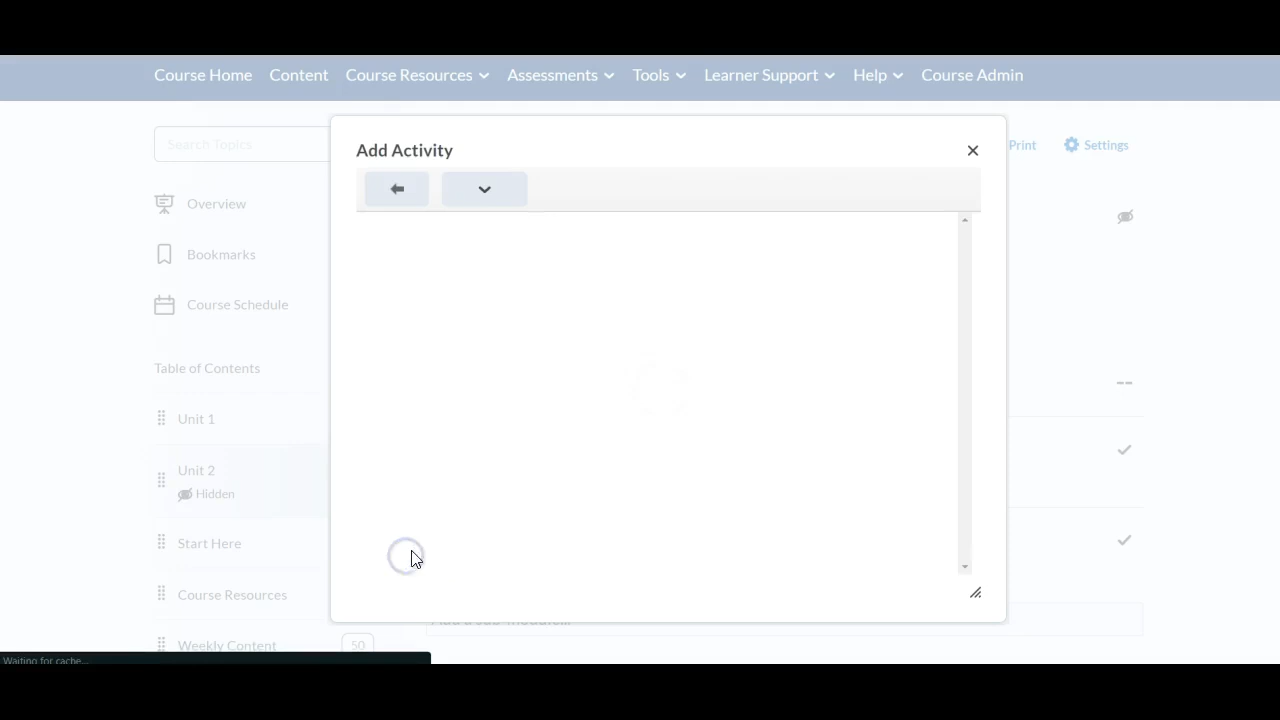 Course Home Content Course Resources Assessments Tools Learner Support Help Course Admin
Search Topics
Print Settings
Add Activity
Overview
Bookmarks
Course Schedule
Table of Contents
Unit 1
Unit 2
Hidden
Start Here
Course Resources
Weekly Content 50
Waiting for cache...